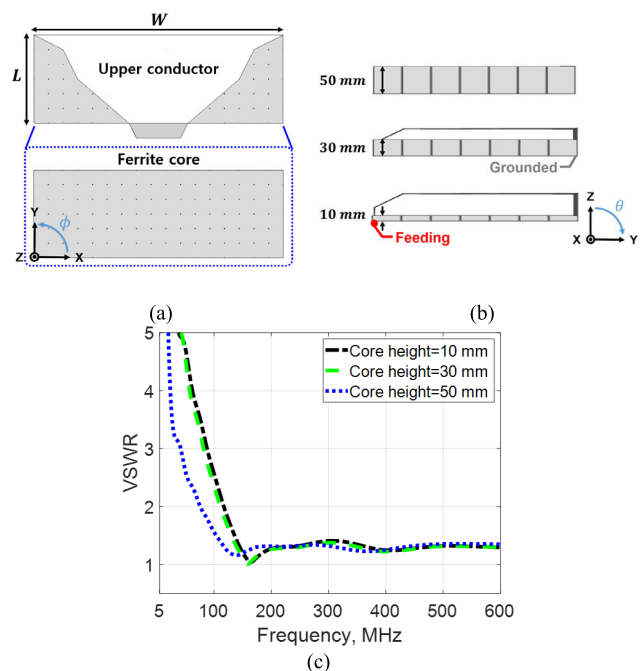 W
L
Upper conductor
Ferrite core
Y
ϕ
Z
X
50 mm
30 mm
Grounded
10 mm
Feeding
Z
θ
X
Y
(a)
(b)
5
4
3
2
1
VSWR
Core height=10 mm
Core height=30 mm
Core height=50 mm
5 100 200 300 400 500 600
Frequency, MHz
(c)